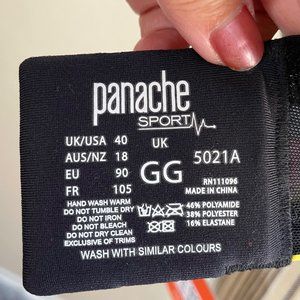 panache
SPORT
UK/USA 40 UK
AUS/NZ 18 GG 5021A
EU 90
FR 105 RN111096
MADE IN CHINA
HAND WASH WARM
DO NOT TUMBLE DRY
DO NOT IRON
DO NOT BLEACH
DO NOT DRY CLEAN
EXCLUSIVE OF TRIMS
46% POLYAMIDE
38% POLYESTER
16% ELASTANE
WASH WITH SIMILAR COLOURS